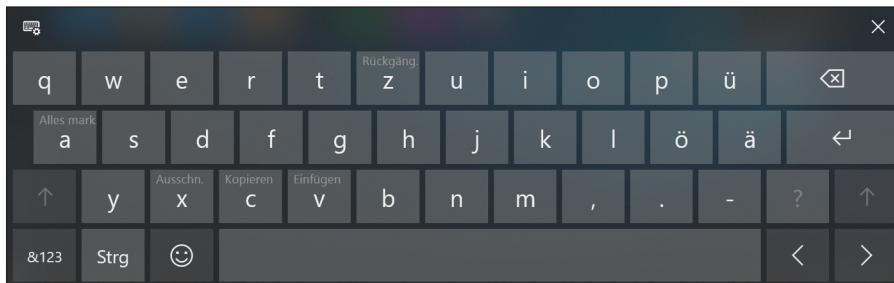 Rückgäng.
q w e r t z u i o p ü
Alles mark
a s d f g h j k l ö ä
Ausschn. Kopieren Einfügen
y x c v b n m , . - ?
&123 Strg